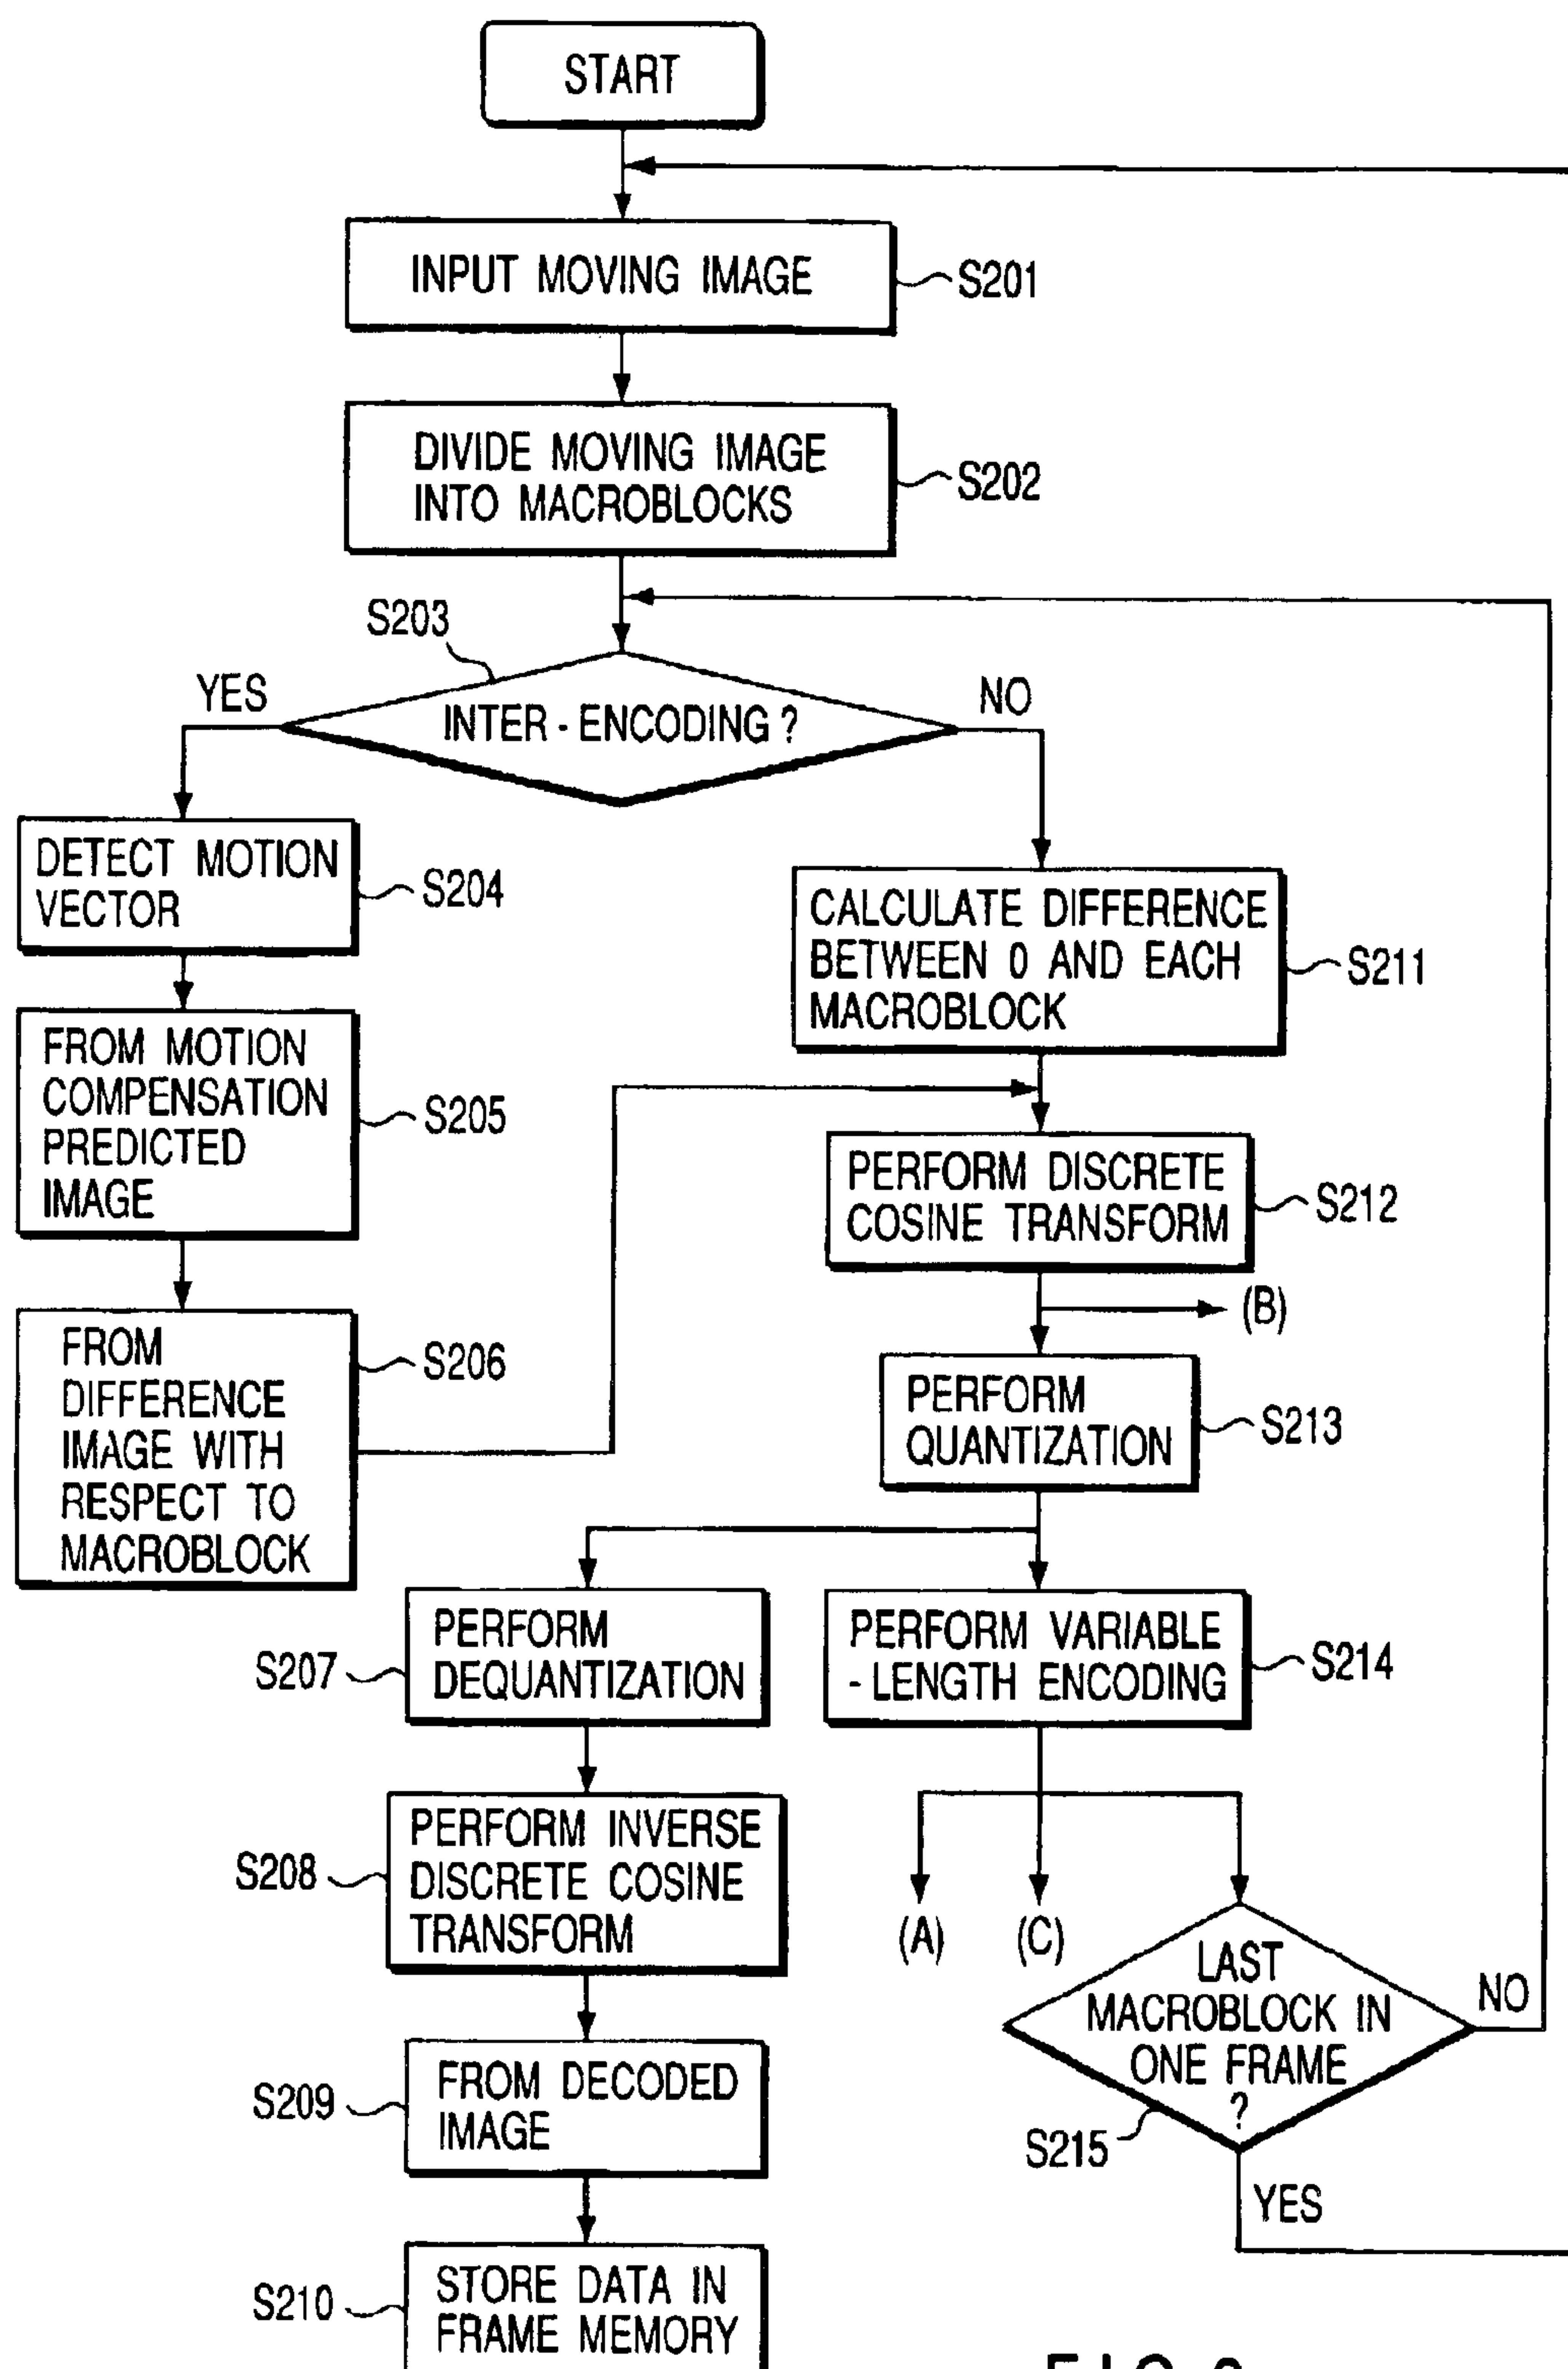 START
INPUT MOVING IMAGE
S201
DIVIDE MOVING IMAGE
INTO MACROBLOCKS
S202
S203
YES
INTER - ENCODING ?
NO
DETECT MOTION
VECTOR
S204
CALCULATE DIFFERENCE
BETWEEN 0 AND EACH
MACROBLOCK
S211
FROM MOTION
COMPENSATION
PREDICTED
IMAGE
S205
PERFORM DISCRETE
COSINE TRANSFORM
S212
(B)
FROM
DIFFERENCE
IMAGE WITH
RESPECT TO
MACROBLOCK
S206
PERFORM
QUANTIZATION
S213
PERFORM
DEQUANTIZATION
S207
PERFORM VARIABLE
- LENGTH ENCODING
S214
PERFORM INVERSE
DISCRETE COSINE
TRANSFORM
S208
(A)
(C)
LAST
MACROBLOCK IN
ONE FRAME
?
NO
S215
YES
FROM DECODED
IMAGE
S209
STORE DATA IN
FRAME MEMORY
S210